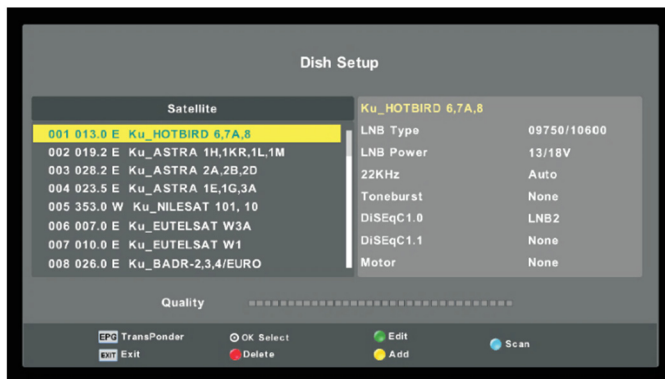 Dish Setup
Satellite
001 013.0 E Ku_HOTBIRD 6,7A,8
002 019.2 E Ku_ASTRA 1H,1KR,1L,1M
003 028.2 E Ku_ASTRA 2A,2B,2D
004 023.5 E Ku_ASTRA 1E,1G,3A
005 353.0 W Ku_NILESAT 101, 10
006 007.0 E Ku_EUTELSAT W3A
007 010.0 E Ku_EUTELSAT W1
008 026.0 E Ku_BADR-2,3,4/EURO
Ku_HOTBIRD 6,7A,8
LNB Type 09750/10600
LNB Power 13/18V
22KHz Auto
Toneburst None
DiSEqC1.0 LNB2
DiSEqC1.1 None
Motor None
Quality
EPG TransPonder OK Select Edit Scan
EXIT Exit Delete Add